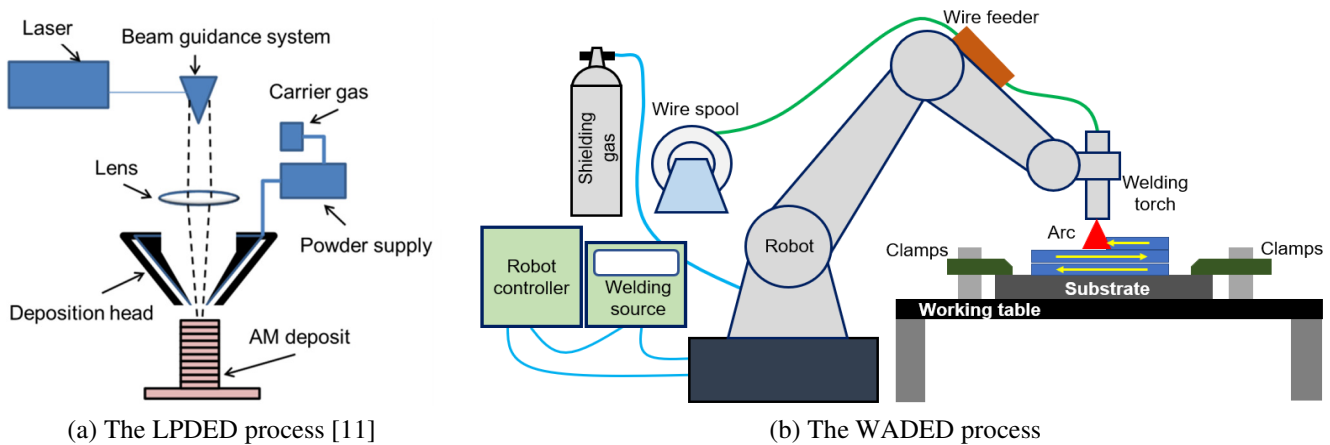 Laser
Beam guidance system
Carrier gas
Lens
Powder supply
Deposition head
AM deposit
(a) The LPDED process [11]
Wire feeder
Wire spool
Shielding
gas
Welding
torch
Arc
Clamps
Clamps
Robot
Robot
controller
Welding
source
Substrate
Working table
(b) The WADED process